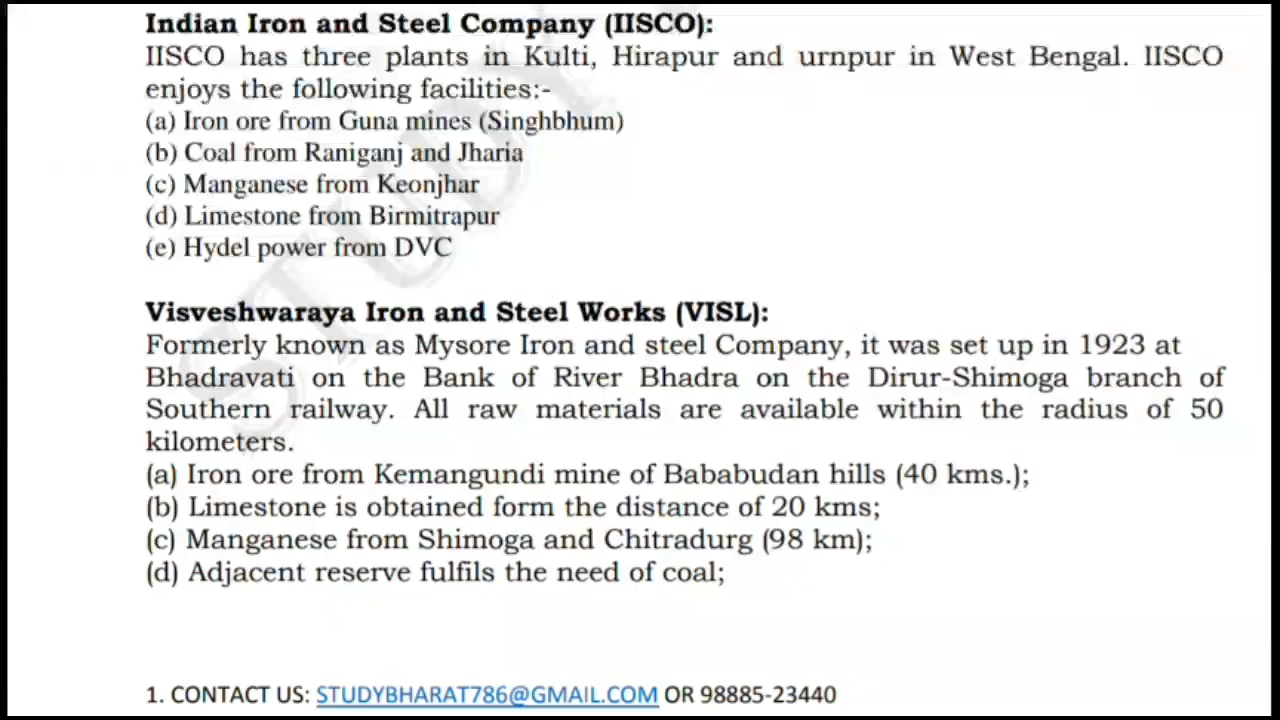 Indian Iron and Steel Company (IISCO):
IISCO has three plants in Kulti, Hirapur and urnpur in West Bengal. IISCO
enjoys the following facilities:-
(a) Iron ore from Guna mines (Singhbhum)
(b) Coal from Raniganj and Jharia
(c) Manganese from Keonjhar
(d) Limestone from Birmitrapur
(e) Hydel power from DVC
Visveshwaraya Iron and Steel Works (VISL):
Formerly known as Mysore Iron and steel Company, it was set up in 1923 at
Bhadravati on the Bank of River Bhadra on the Dirur-Shimoga branch of
Southern railway. All raw materials are available within the radius of 50
kilometers.
(a) Iron ore from Kemangundi mine of Bababudan hills (40 kms.);
(b) Limestone is obtained form the distance of 20 kms;
(c) Manganese from Shimoga and Chitradurg (98 km);
(d) Adjacent reserve fulfils the need of coal;
1. CONTACT US: STUDYBHARAT786@GMAIL.COM OR 98885-23440
STUDY